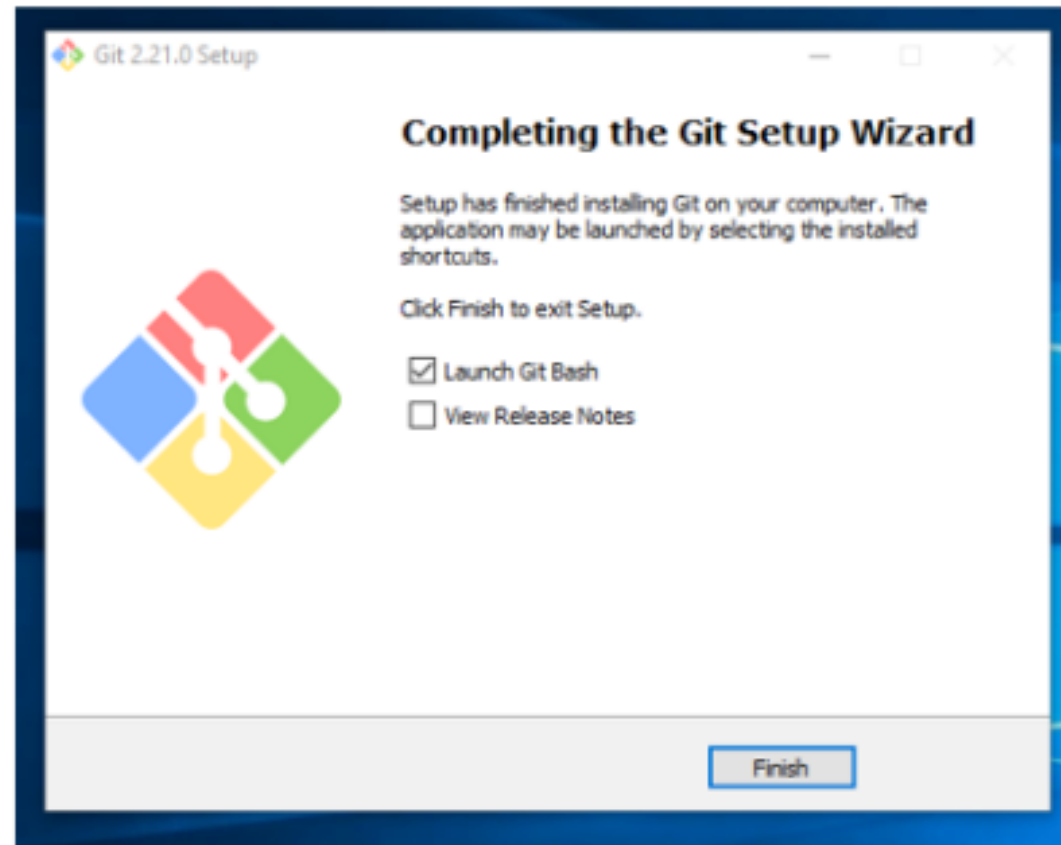 Git 2.21.0 Setup
Completing the Git Setup Wizard
Setup has finished installing Git on your computer. The
application may be launched by selecting the installed
shortcuts.
Click Finish to exit Setup.
Launch Git Bash
View Release Notes
Finish